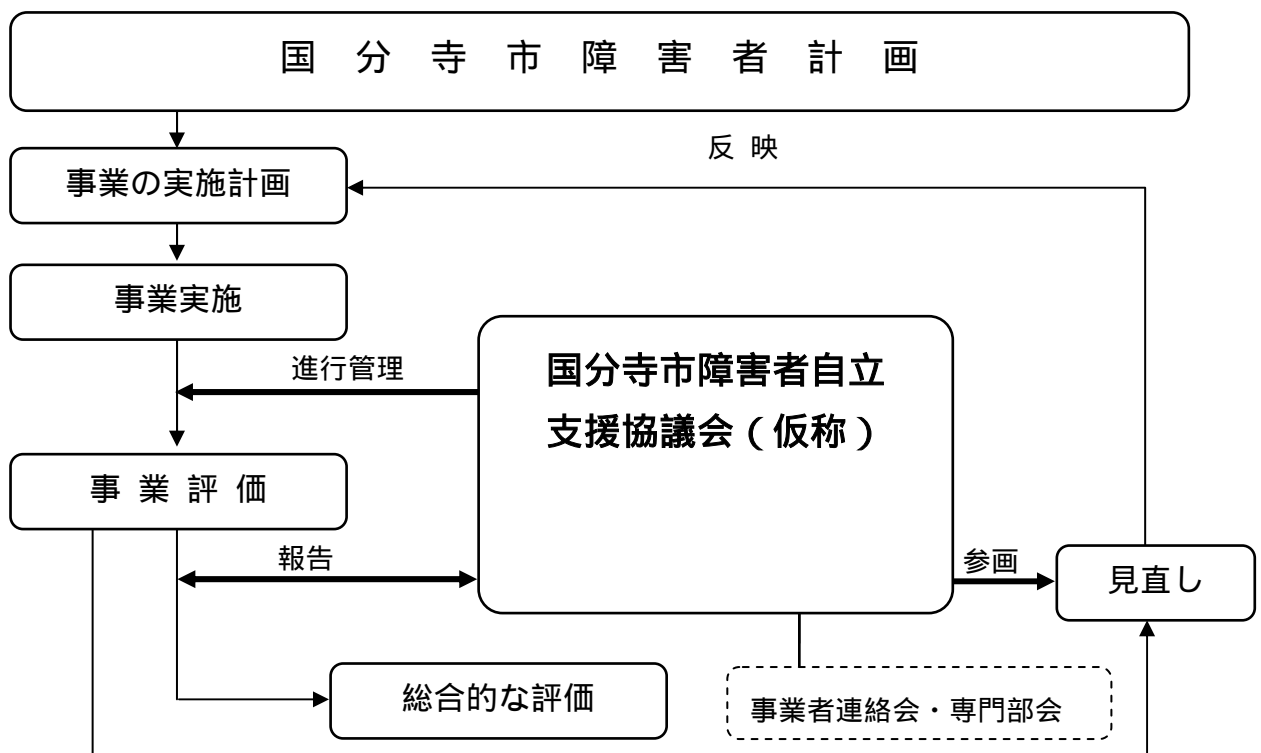 国分寺市障害者計画
反映
事業の実施計画
事業実施
進行管理
国分寺市障害者自立
支援協議会（仮称）
事業評価
報告
参画
見直し
総合的な評価
事業者連絡会・専門部会